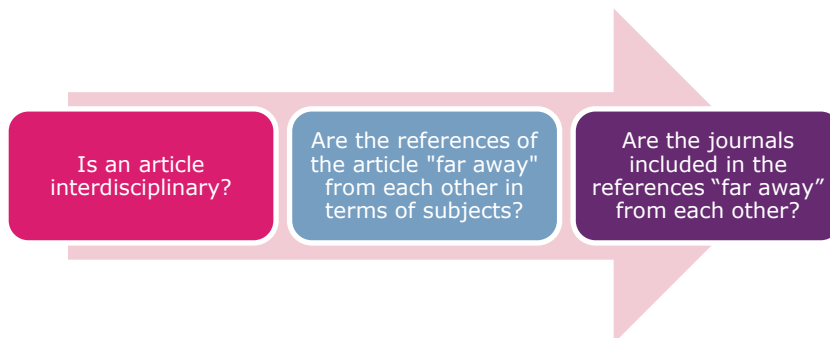 Is an article
interdisciplinary?
Are the references of
the article "far away"
from each other in
terms of subjects?
Are the journals
included in the
references “far away”
from each other?